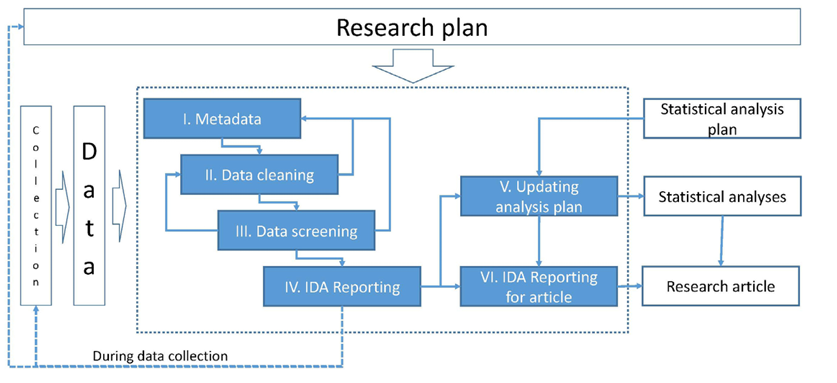 Research plan
Collection
Data
I. Metadata
II. Data cleaning
III. Data screening
IV. IDA Reporting
V. Updating
analysis plan
VI. IDA Reporting
for article
Statistical analysis
plan
Statistical analyses
Research article
During data collection